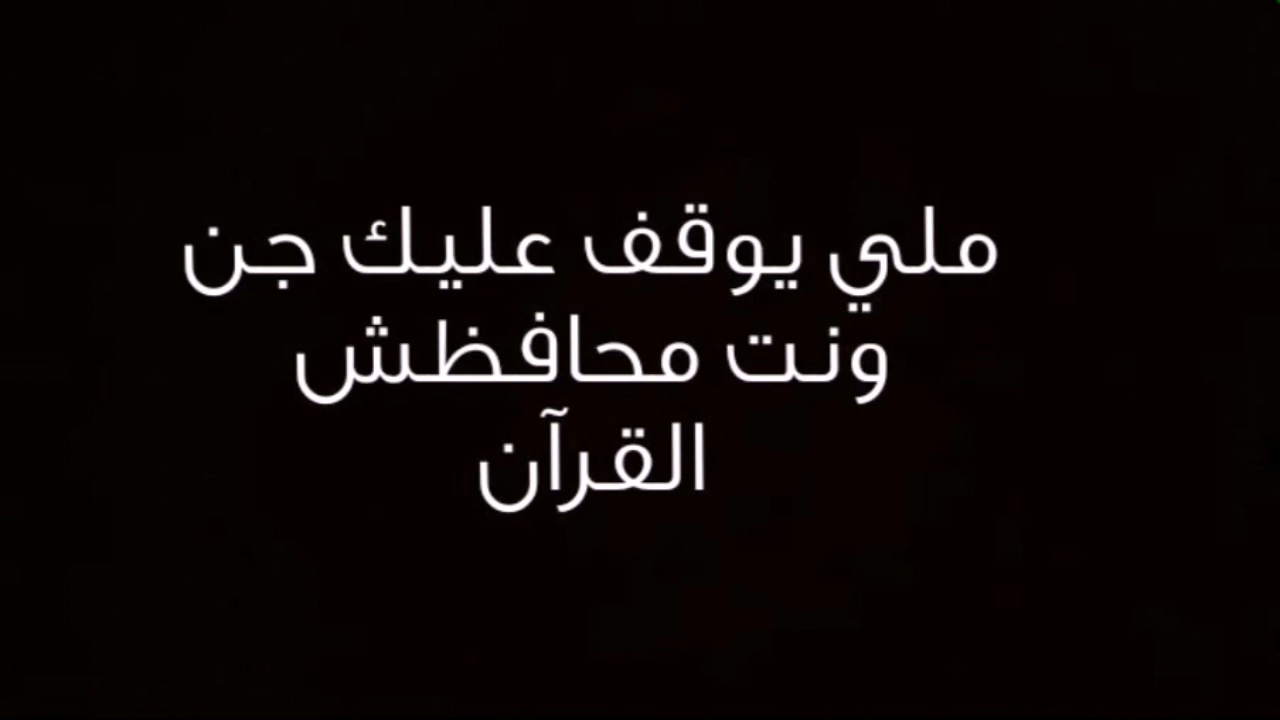 ملي يوقف عليك جن
ونت محافظش
القرآن